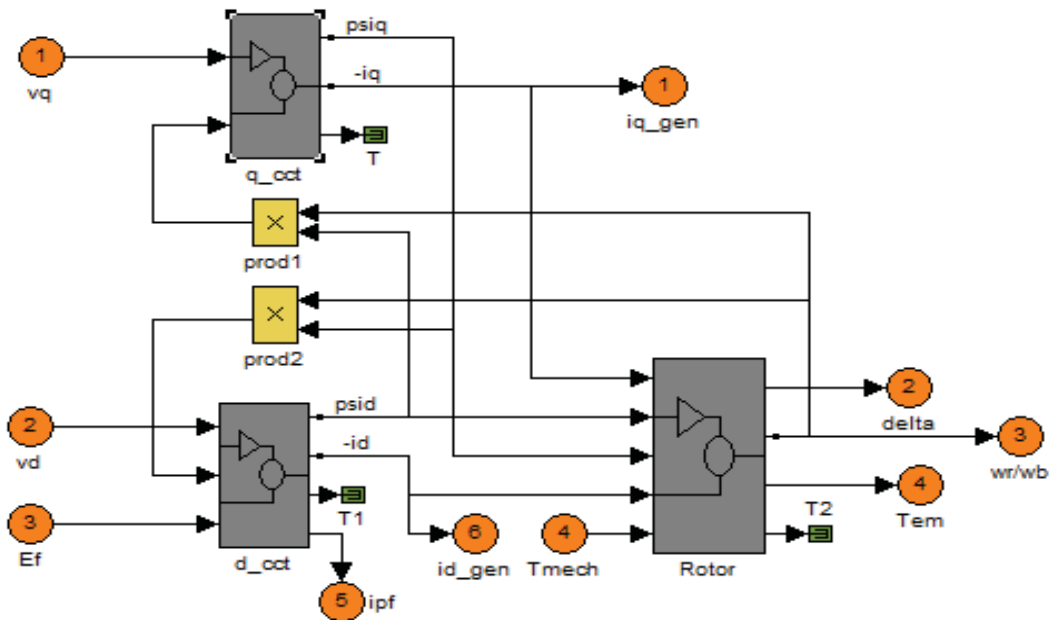 psiq
1
vq
-iq
1
iq_gen
T
q_cct
prod1
prod2
2
vd
psid
-id
2
delta
3
wr/wb
4
Tem
3
Ef
T1
d_cct
6
id_gen
4
Tmech
T2
Rotor
5
ipf